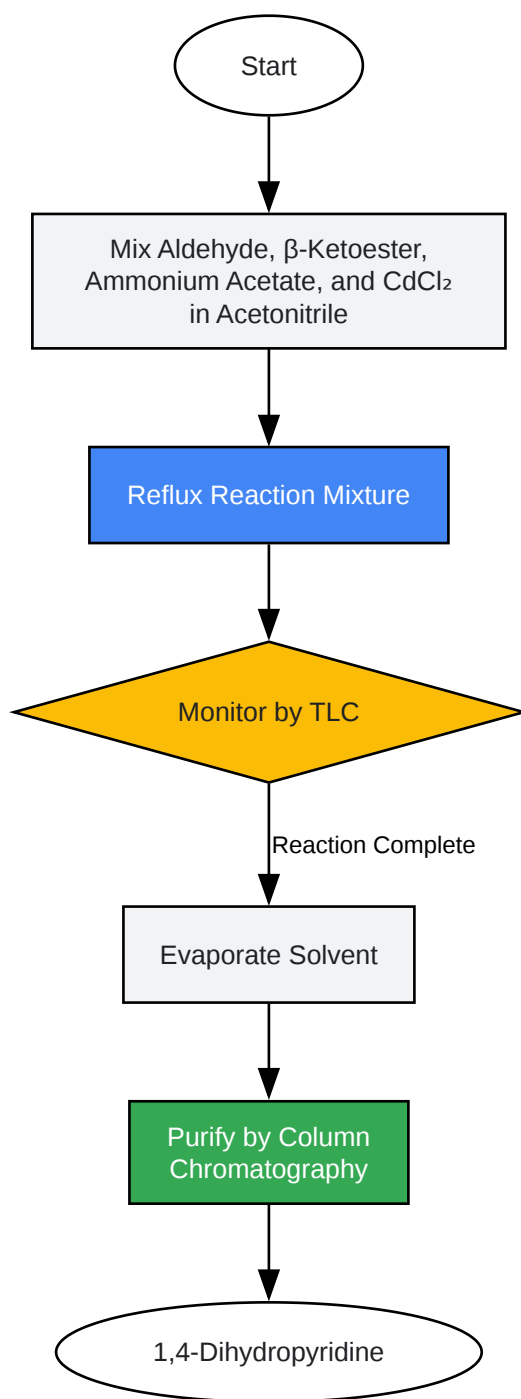 Start
Mix Aldehyde, β-Ketoester,
Ammonium Acetate, and CdCl₂
in Acetonitrile
Reflux Reaction Mixture
Monitor by TLC
Reaction Complete
Evaporate Solvent
Purify by Column
Chromatography
1,4-Dihydropyridine